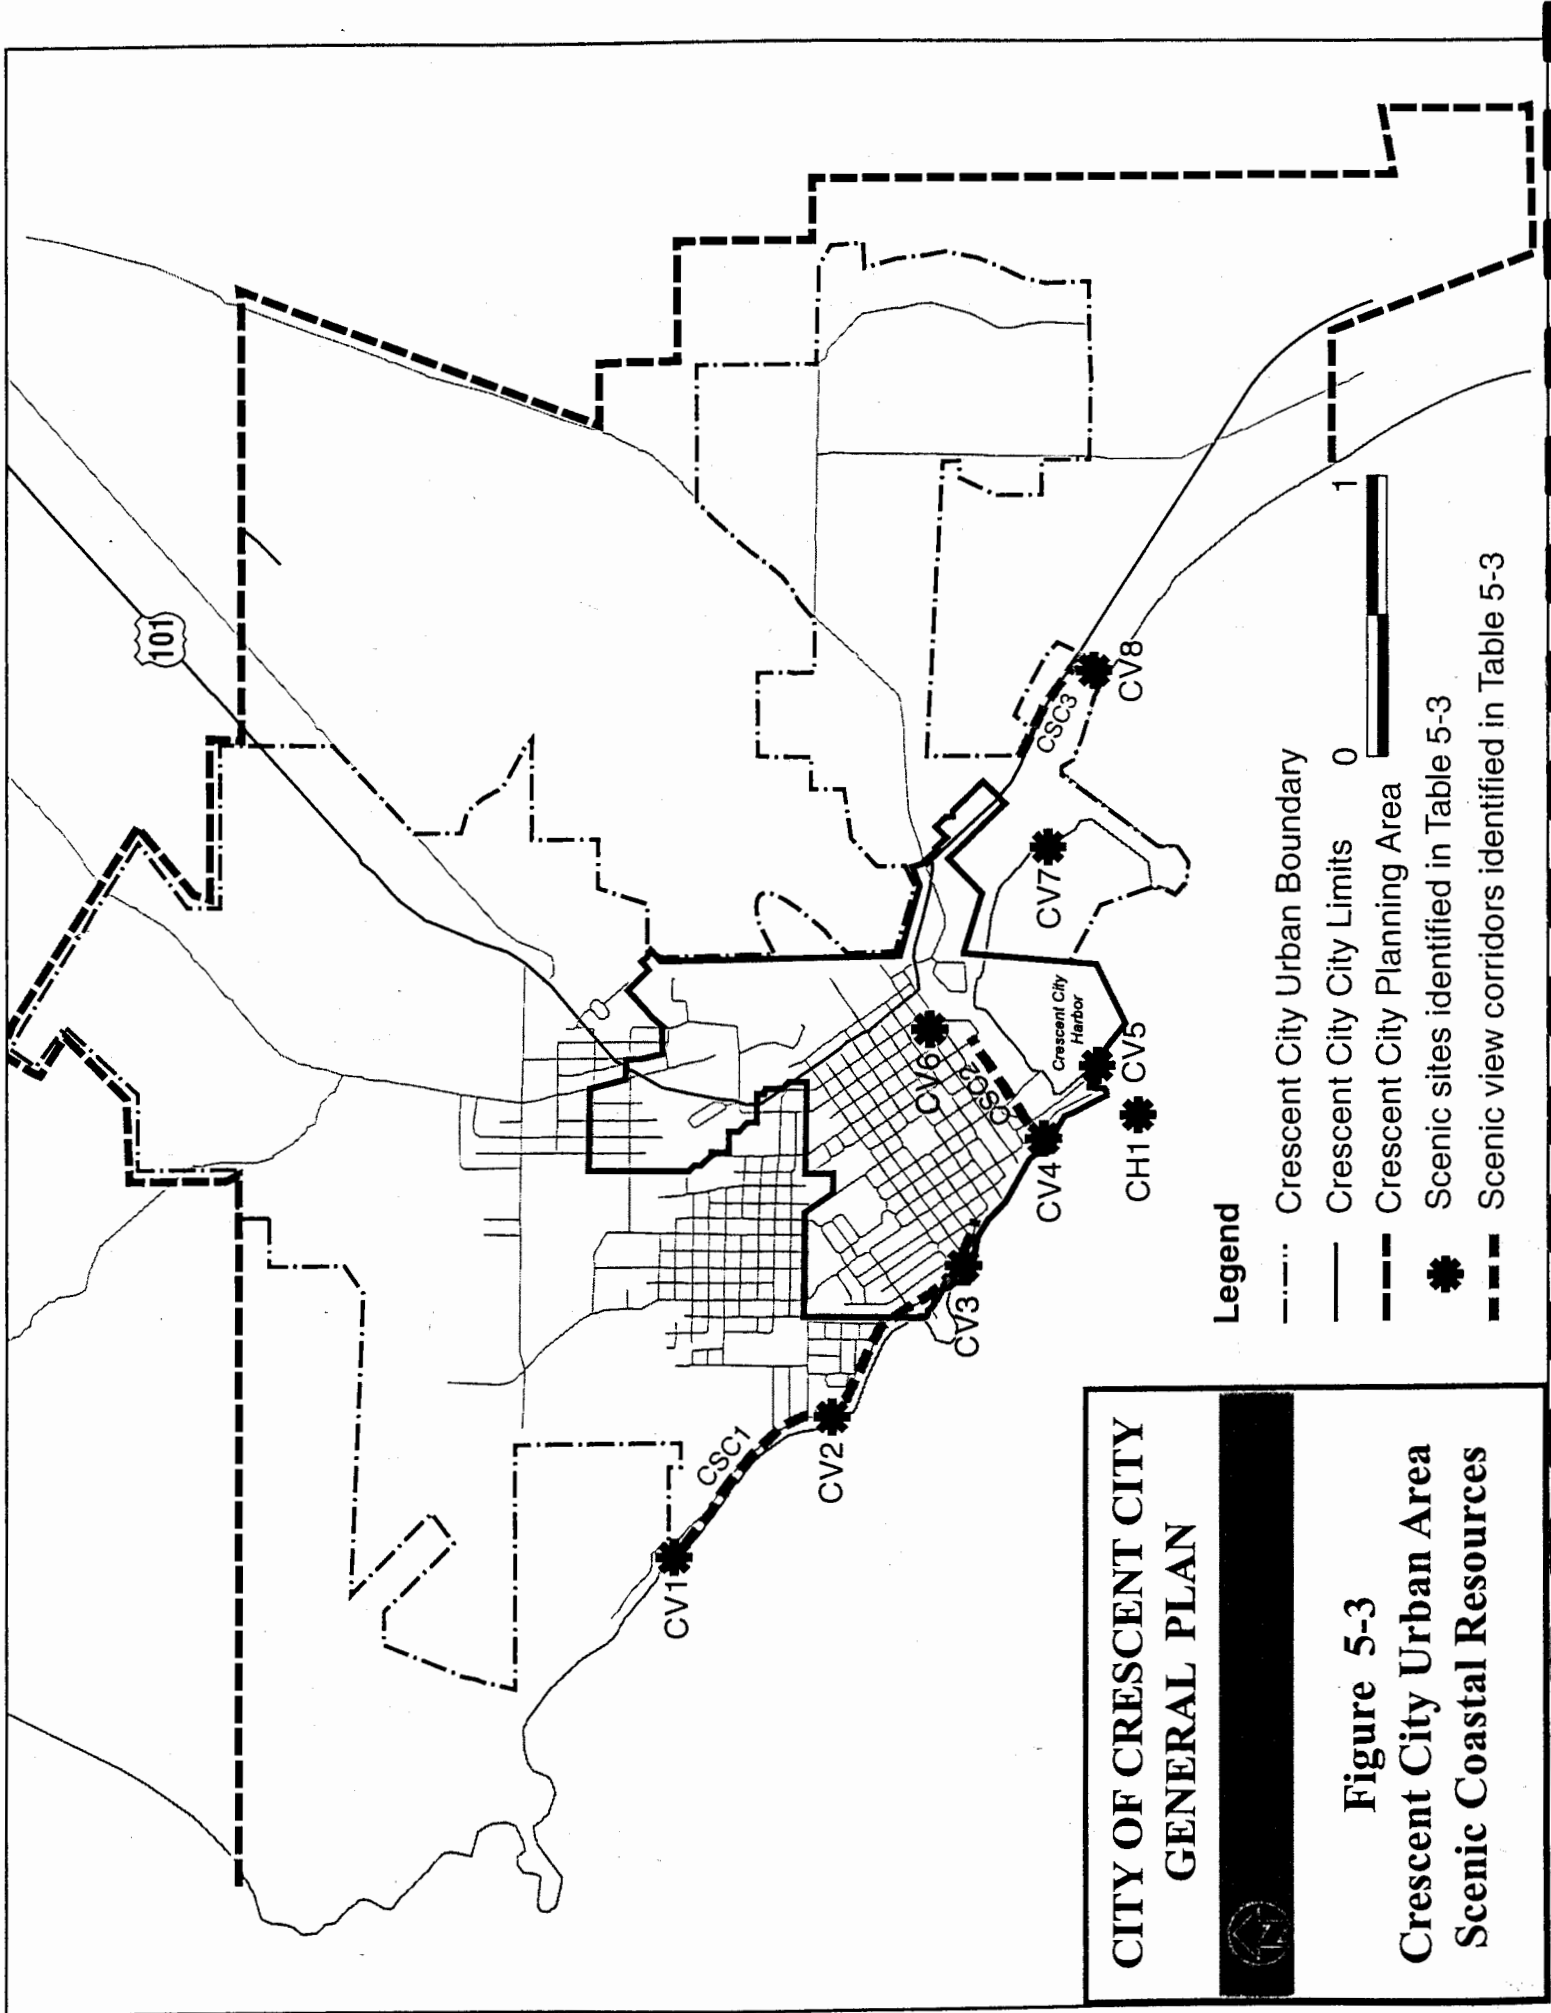 101
CV1
CSC1
CV2
CV3
CV4
CSC2
CV6
CH1
CV5
Crescent City
Harbor
CV7
CSC3
CV8
CITY OF CRESCENT CITY
GENERAL PLAN
Figure 5-3
Crescent City Urban Area
Scenic Coastal Resources
Legend
Crescent City Urban Boundary
Crescent City City Limits
Crescent City Planning Area
Scenic sites identified in Table 5-3
Scenic view corridors identified in Table 5-3
0 1